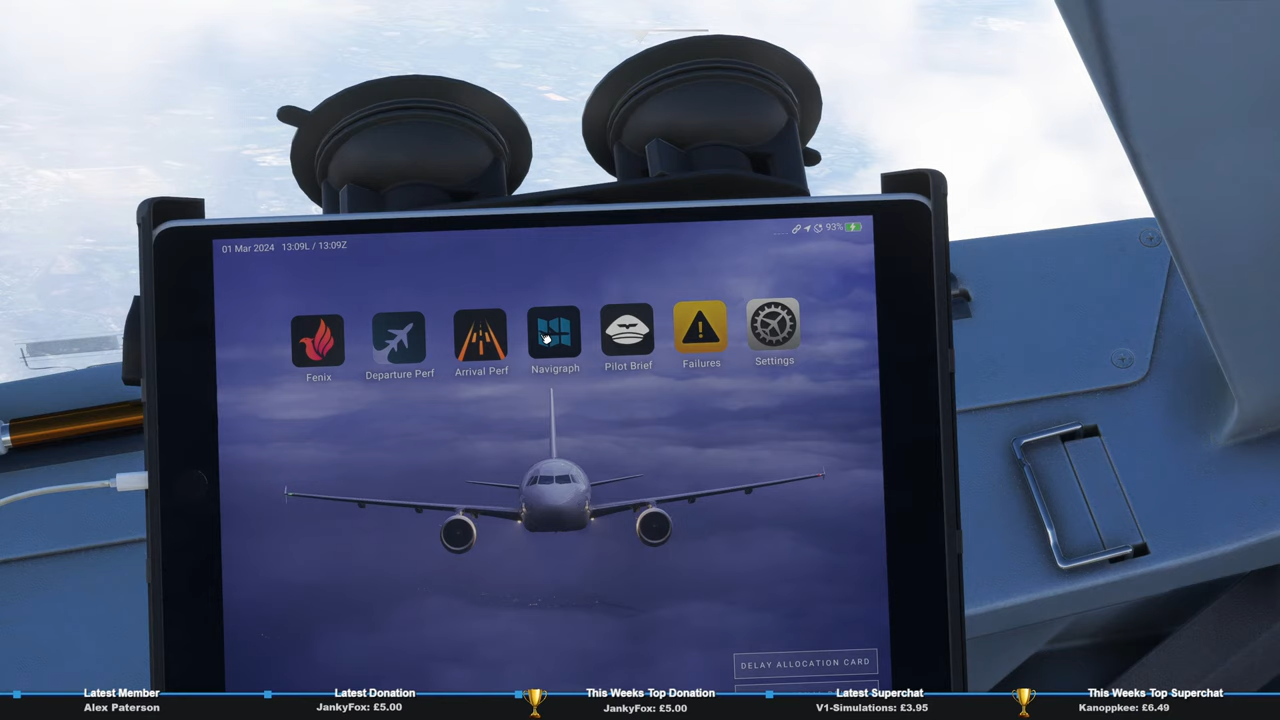 01 Mar 2024 13:09L / 13:09Z
93%
Fenix
Departure Perf
Arrival Perf
Navigraph
Pilot Brief
Failures
Settings
DELAY ALLOCATION CARD
Latest Member
Alex Paterson
Latest Donation
JankyFox: £5.00
This Weeks Top Donation
JankyFox: £5.00
Latest Superchat
V1-Simulations: £3.95
This Weeks Top Superchat
Kanoppkee: £6.49